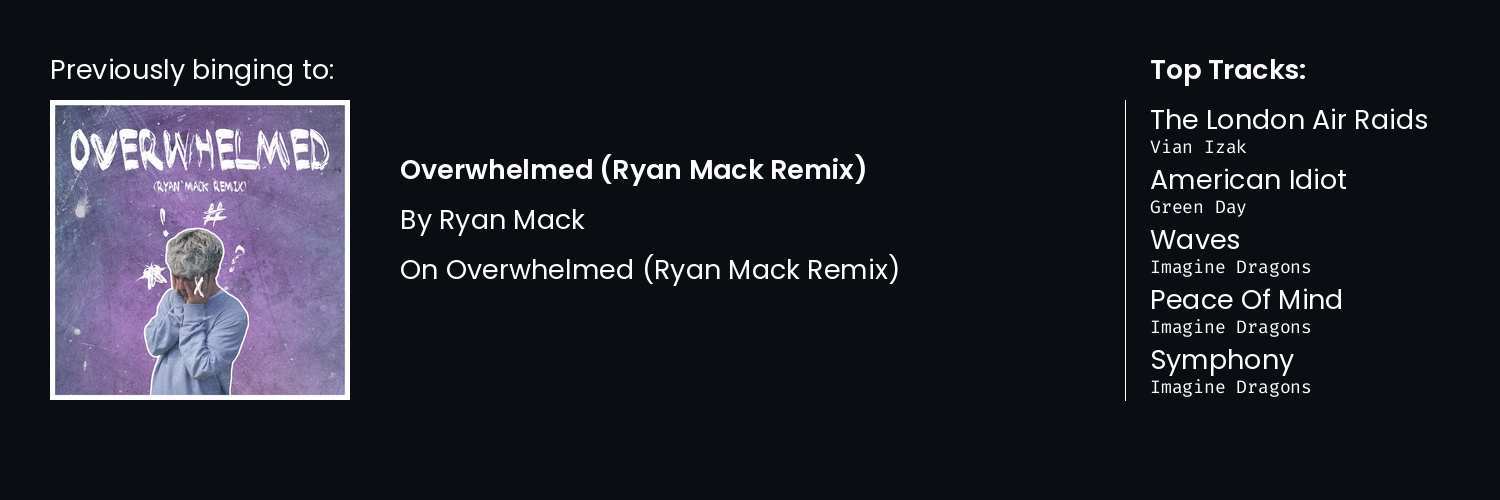 Previously binging to:
OVERWHELMED
(RYAN MACK REMIX)
Overwhelmed (Ryan Mack Remix)
By Ryan Mack
On Overwhelmed (Ryan Mack Remix)
Top Tracks:
The London Air Raids
Vian Izak
American Idiot
Green Day
Waves
Imagine Dragons
Peace Of Mind
Imagine Dragons
Symphony
Imagine Dragons